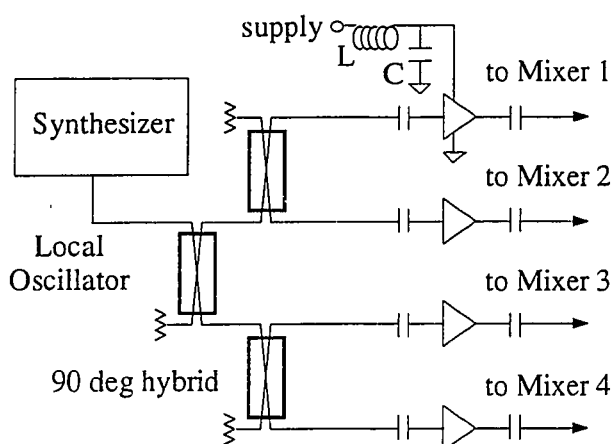 supply
L
C
to Mixer 1
Synthesizer
to Mixer 2
Local
Oscillator
to Mixer 3
90 deg hybrid
to Mixer 4